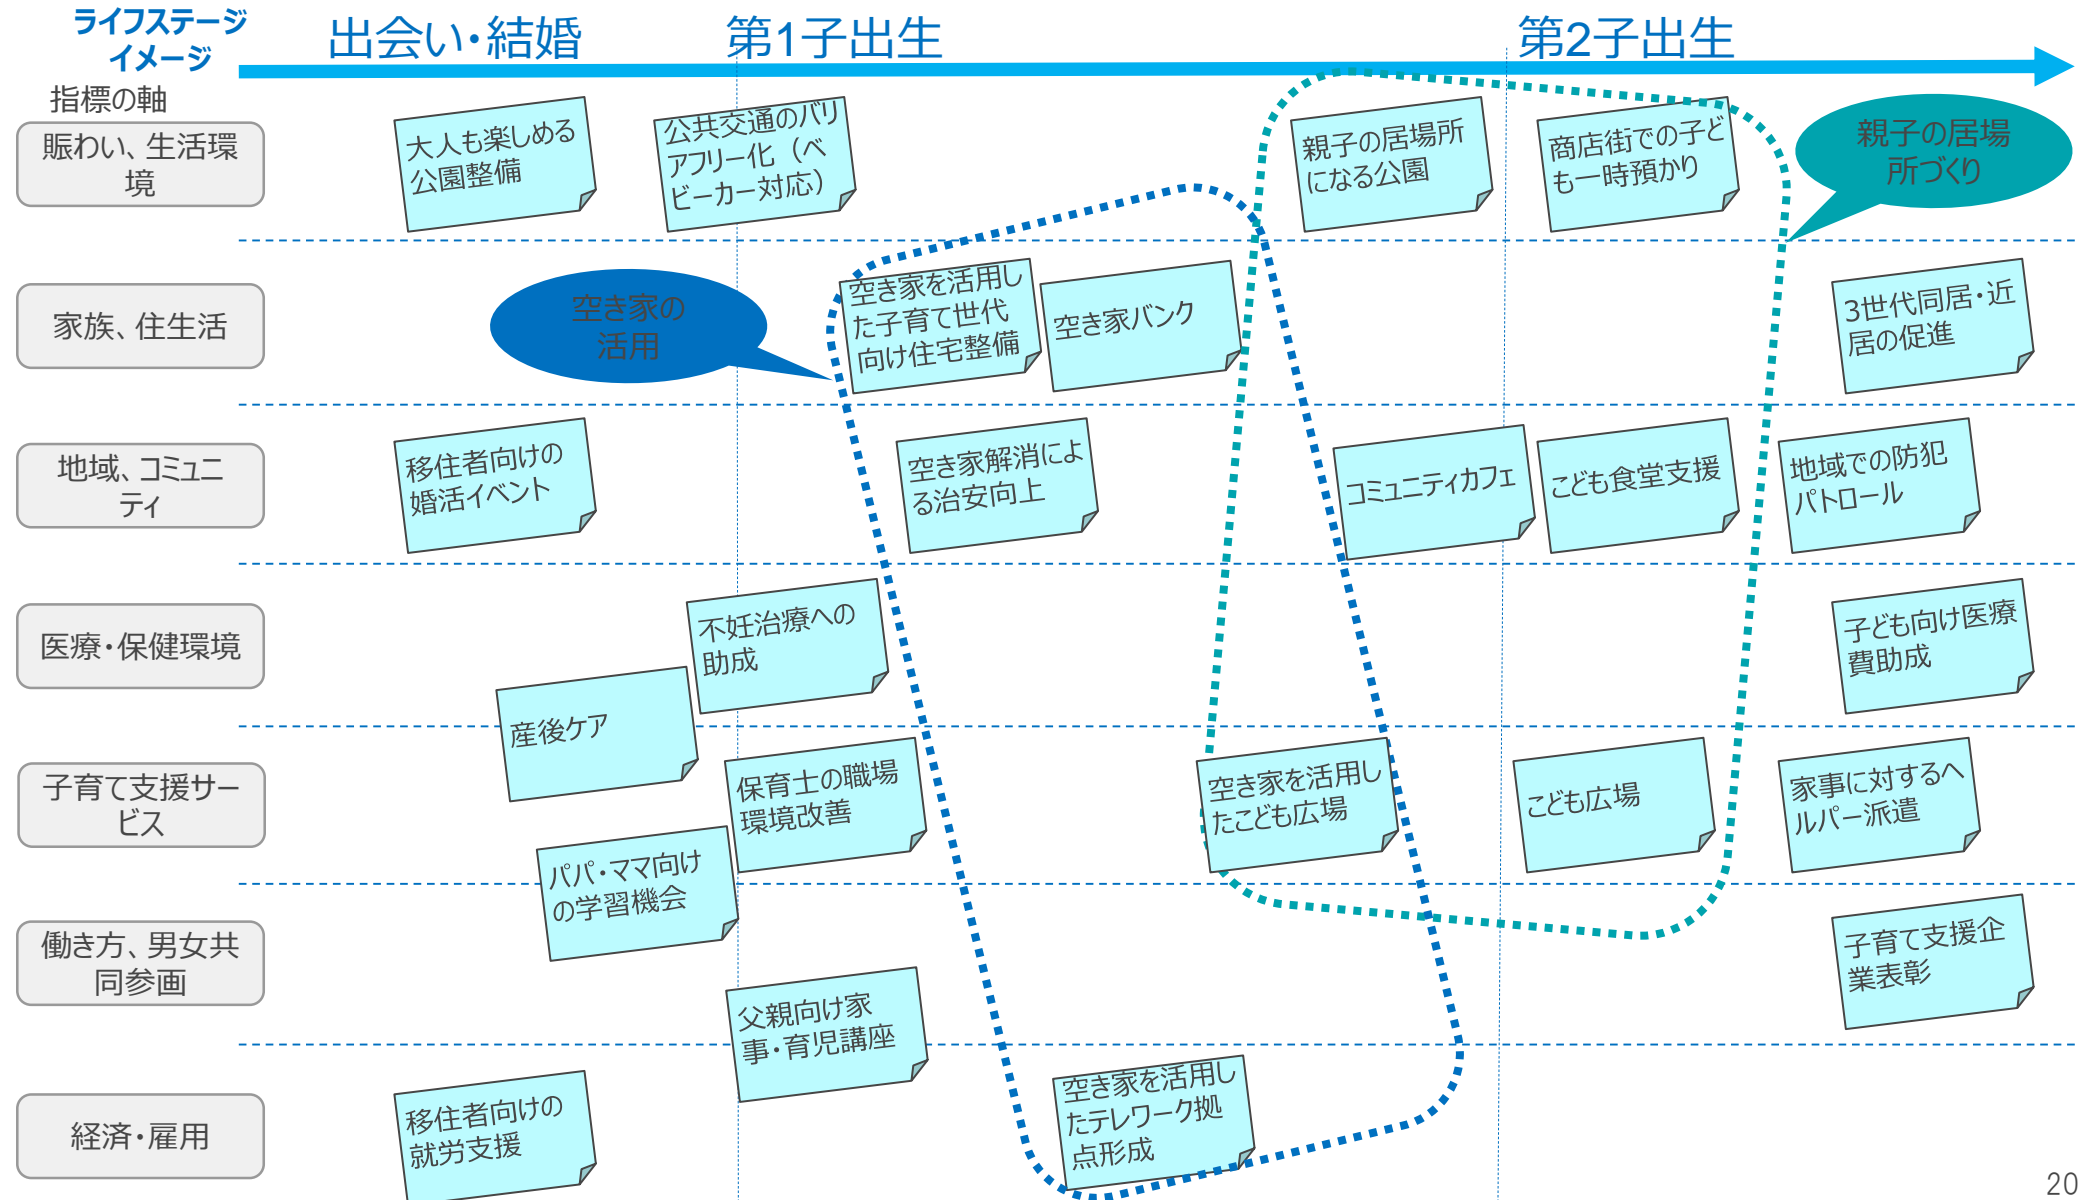 ライフステージ
イメージ
出会い・結婚
第1子出生
第2子出生
指標の軸
賑わい、生活環
境
大人も楽しめる
公園整備
公共交通のバリ
アフリー化（ベ
ビーカー対応）
親子の居場所
になる公園
商店街での子ど
も一時預かり
親子の居場
所づくり
家族、住生活
空き家の
活用
空き家を活用し
た子育て世代
向け住宅整備
空き家バンク
3世代同居・近
居の促進
地域、コミュニ
ティ
移住者向けの
婚活イベント
空き家解消によ
る治安向上
コミュニティカフェ
こども食堂支援
地域での防犯
パトロール
医療・保健環境
不妊治療への
助成
産後ケア
子ども向け医療
費助成
子育て支援サー
ビス
保育士の職場
環境改善
パパ・ママ向け
の学習機会
空き家を活用し
たこども広場
こども広場
家事に対するヘ
ルパー派遣
働き方、男女共
同参画
父親向け家
事・育児講座
子育て支援企
業表彰
経済・雇用
移住者向けの
就労支援
空き家を活用し
たテレワーク拠
点形成
20